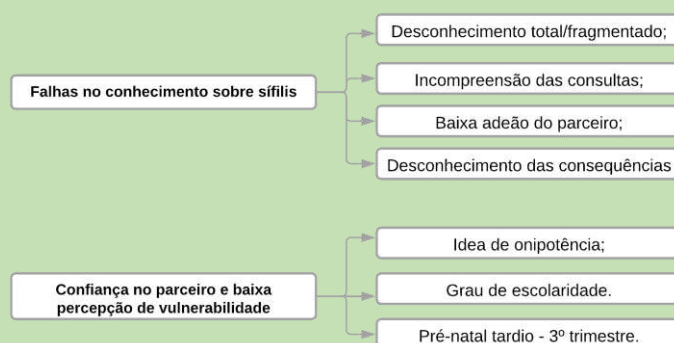 Desconhecimento total/fragmentado;
Falhas no conhecimento sobre sífilis
Incompreensão das consultas;
Baixa adeão do parceiro;
Desconhecimento das consequências
Idea de onipotência;
Confiança no parceiro e baixa
percepção de vulnerabilidade
Grau de escolaridade.
Pré-natal tardio - 3º trimestre.